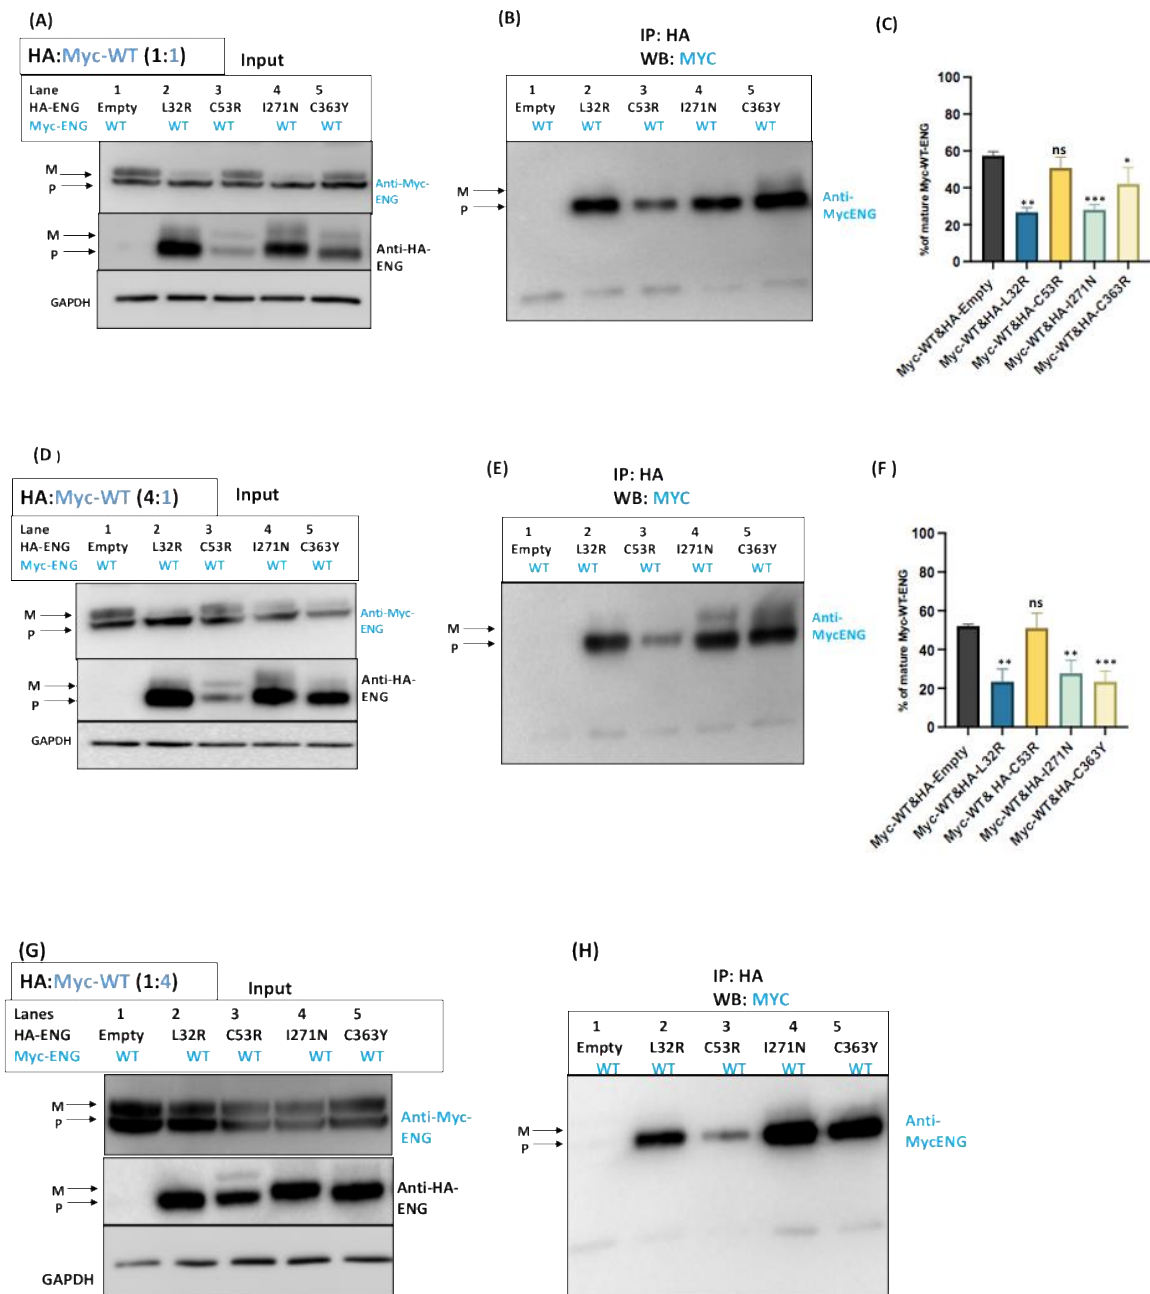 (A)
HA:Myc-WT (1:1)
Input
Lane 1 2 3 4 5
HA-ENG Empty L32R C53R I271N C363Y
Myc-ENG WT WT WT WT WT
M
P
Anti-Myc-
ENG
M
P
Anti-HA-
ENG
GAPDH
(B)
IP: HA
WB: MYC
1 2 3 4 5
Empty L32R C53R I271N C363Y
WT WT WT WT WT
M
P
Anti-
MycENG
(C)
%of mature Myc-WT-ENG
100
80
60
40
20
0
** ns *** *
Myc-WT&HA-Empty
Myc-WT&HA-L32R
Myc-WT&HA-C53R
Myc-WT&HA-I271N
Myc-WT&HA-C363R
(D )
HA:Myc-WT (4:1)
Input
Lane 1 2 3 4 5
HA-ENG Empty L32R C53R I271N C363Y
Myc-ENG WT WT WT WT WT
M
P
Anti-Myc-
ENG
M
P
Anti-HA-
ENG
GAPDH
(E)
IP: HA
WB: MYC
1 2 3 4 5
Empty L32R C53R I271N C363Y
WT WT WT WT WT
M
P
Anti-
MycENG
(F)
% of mature Myc-WT-ENG
100
80
60
40
20
0
** ns ** ***
Myc-WT&HA-Empty
Myc-WT&HA-L32R
Myc-WT& HA-C53R
Myc-WT&HA-I271N
Myc-WT&HA-C363Y
(G)
HA:Myc-WT (1:4)
Input
Lanes 1 2 3 4 5
HA-ENG Empty L32R C53R I271N C363Y
Myc-ENG WT WT WT WT WT
M
P
Anti-Myc-
ENG
M
P
Anti-HA-
ENG
GAPDH
(H)
IP: HA
WB: MYC
1 2 3 4 5
Empty L32R C53R I271N C363Y
WT WT WT WT WT
M
P
Anti-
MycENG